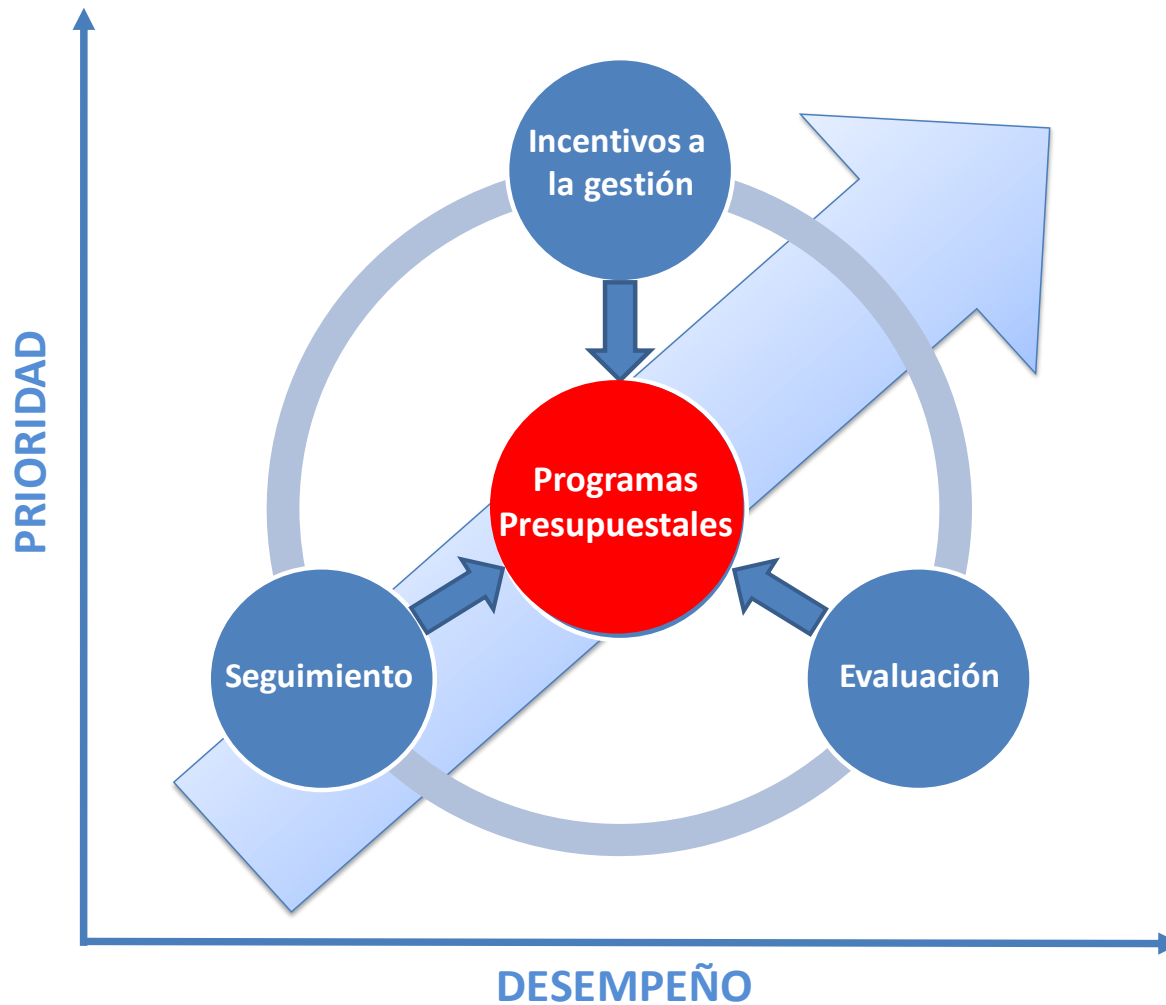 Incentivos a
la gestión
PRIORIDAD
Programas
Presupuestales
Seguimiento
Evaluación
DESEMPEÑO